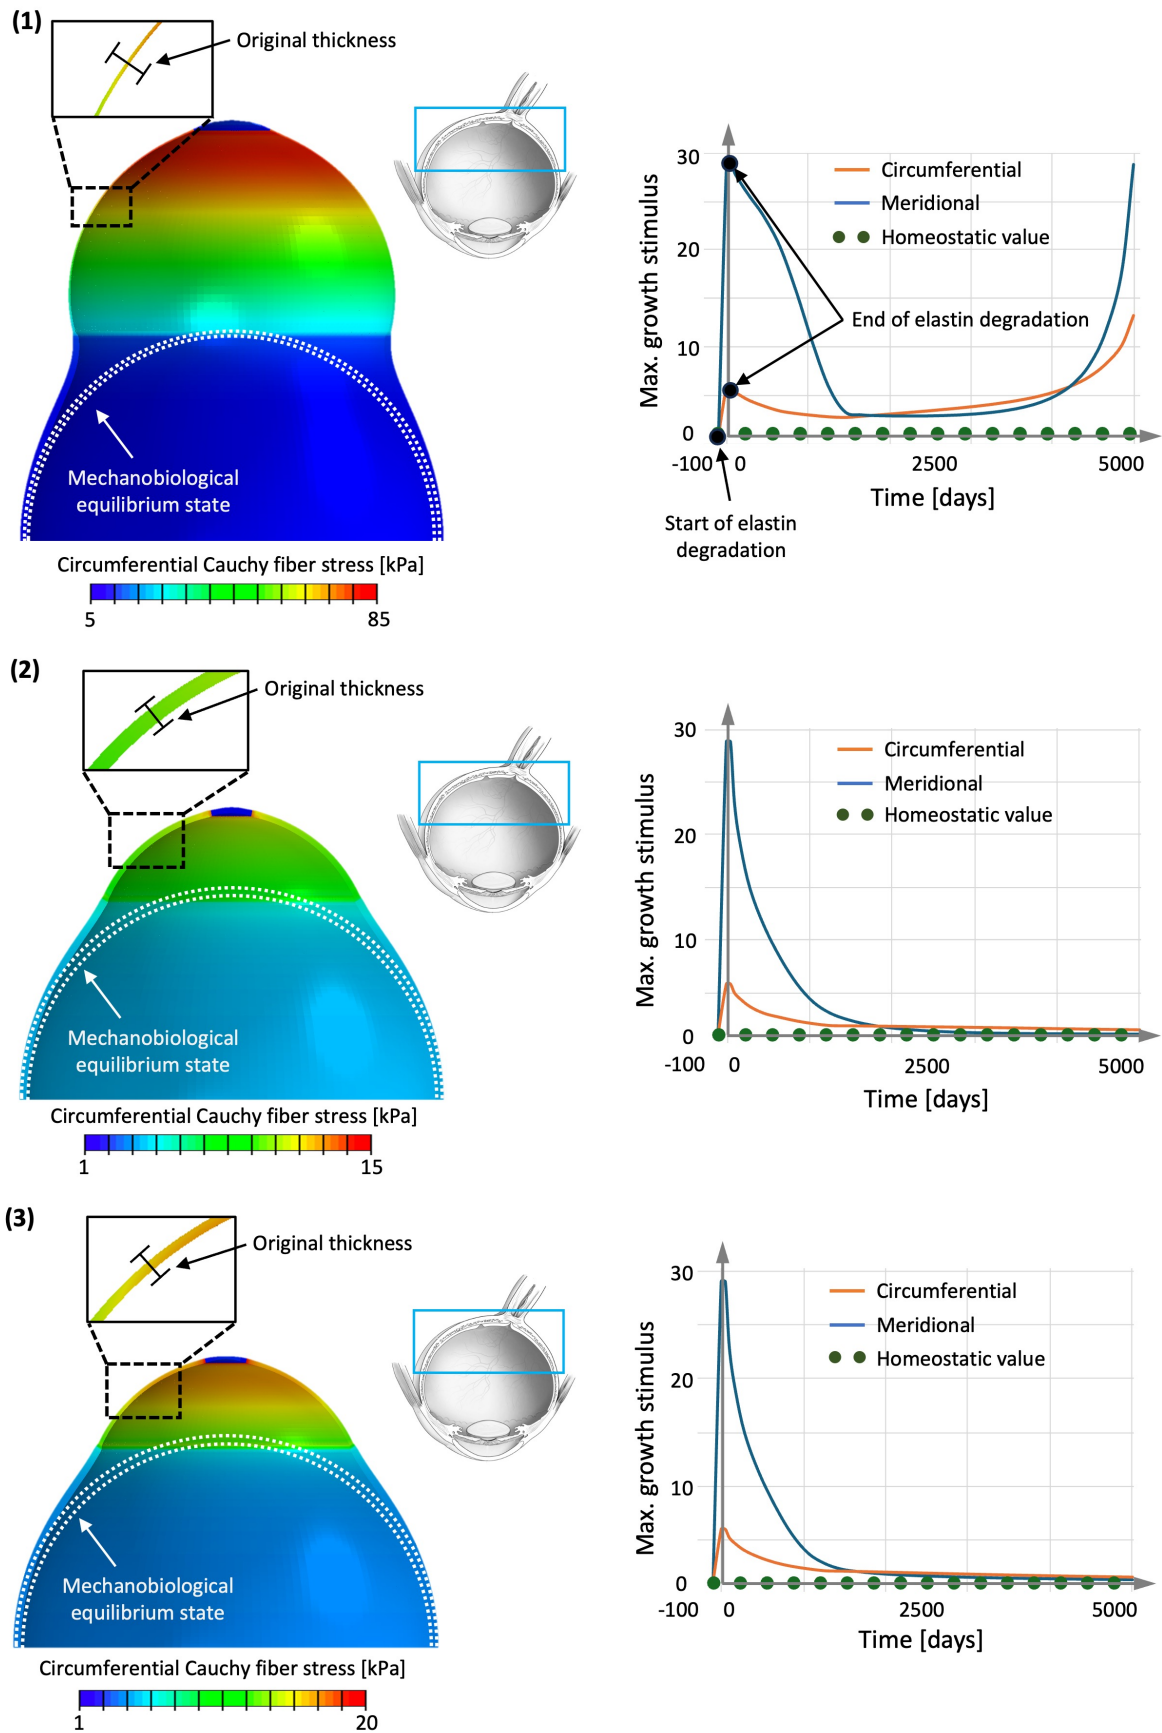 (1)
Original thickness
Mechanobiological
equilibrium state
Circumferential Cauchy fiber stress [kPa]
5 85
Max. growth stimulus
30
20
10
0
Circumferential
Meridional
Homeostatic value
End of elastin degradation
-100 0 2500 5000
Time [days]
Start of elastin
degradation
(2)
Original thickness
Mechanobiological
equilibrium state
Circumferential Cauchy fiber stress [kPa]
1 15
Max. growth stimulus
30
20
10
0
Circumferential
Meridional
Homeostatic value
-100 0 2500 5000
Time [days]
(3)
Original thickness
Mechanobiological
equilibrium state
Circumferential Cauchy fiber stress [kPa]
1 20
Max. growth stimulus
30
20
10
0
Circumferential
Meridional
Homeostatic value
-100 0 2500 5000
Time [days]